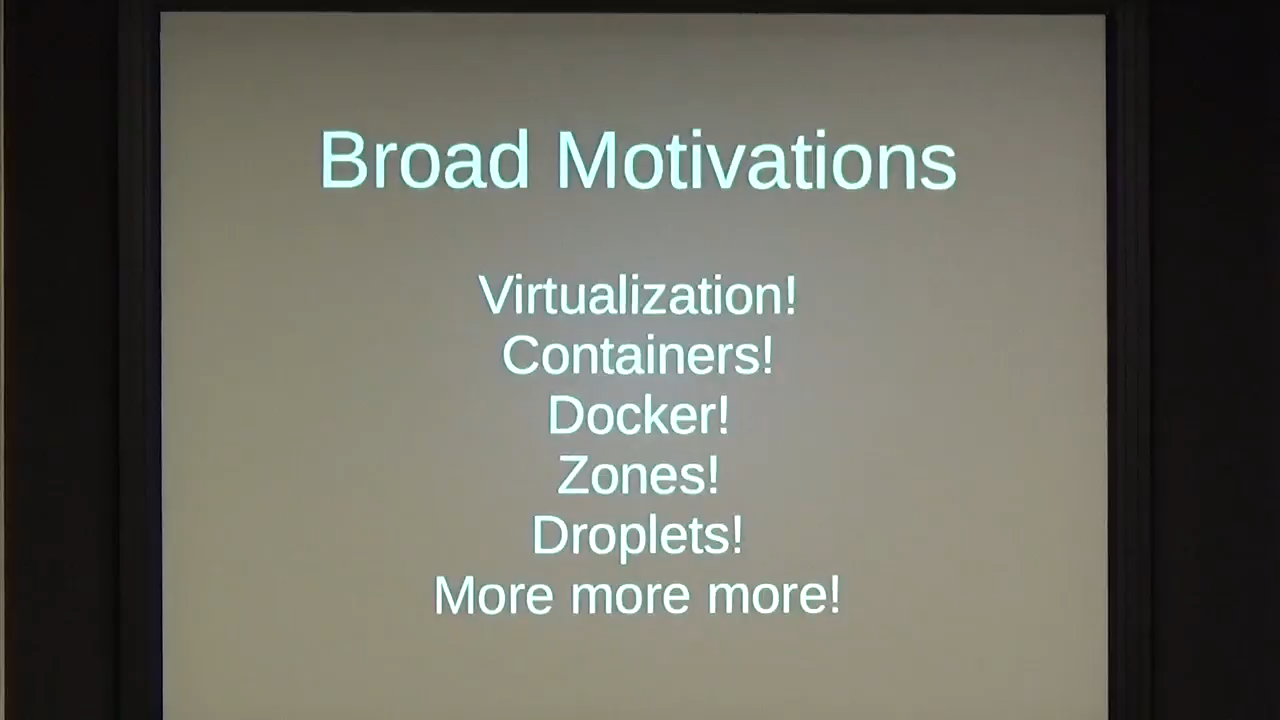 Broad Motivations
Virtualization!
Containers!
Docker!
Zones!
Droplets!
More more more!